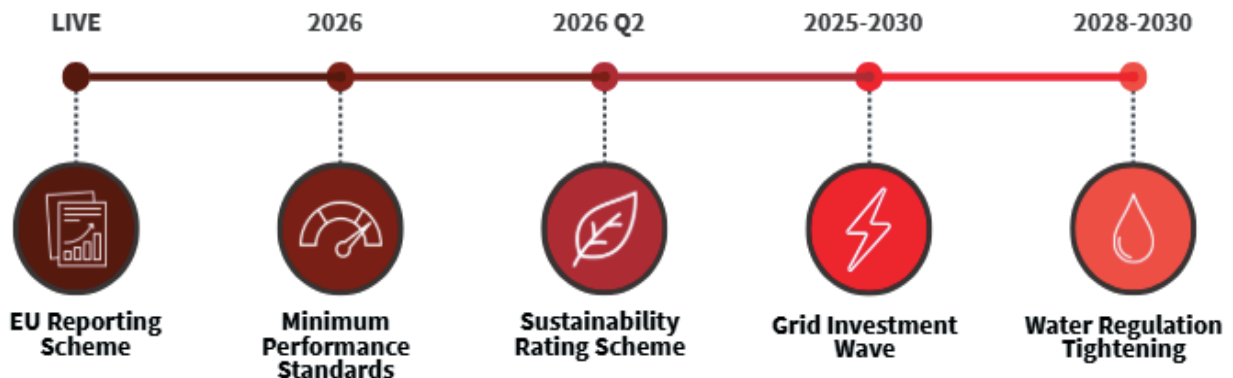 LIVE
2026
2026 Q2
2025-2030
2028-2030
EU Reporting
Scheme
Minimum
Performance
Standards
Sustainability
Rating Scheme
Grid Investment
Wave
Water Regulation
Tightening